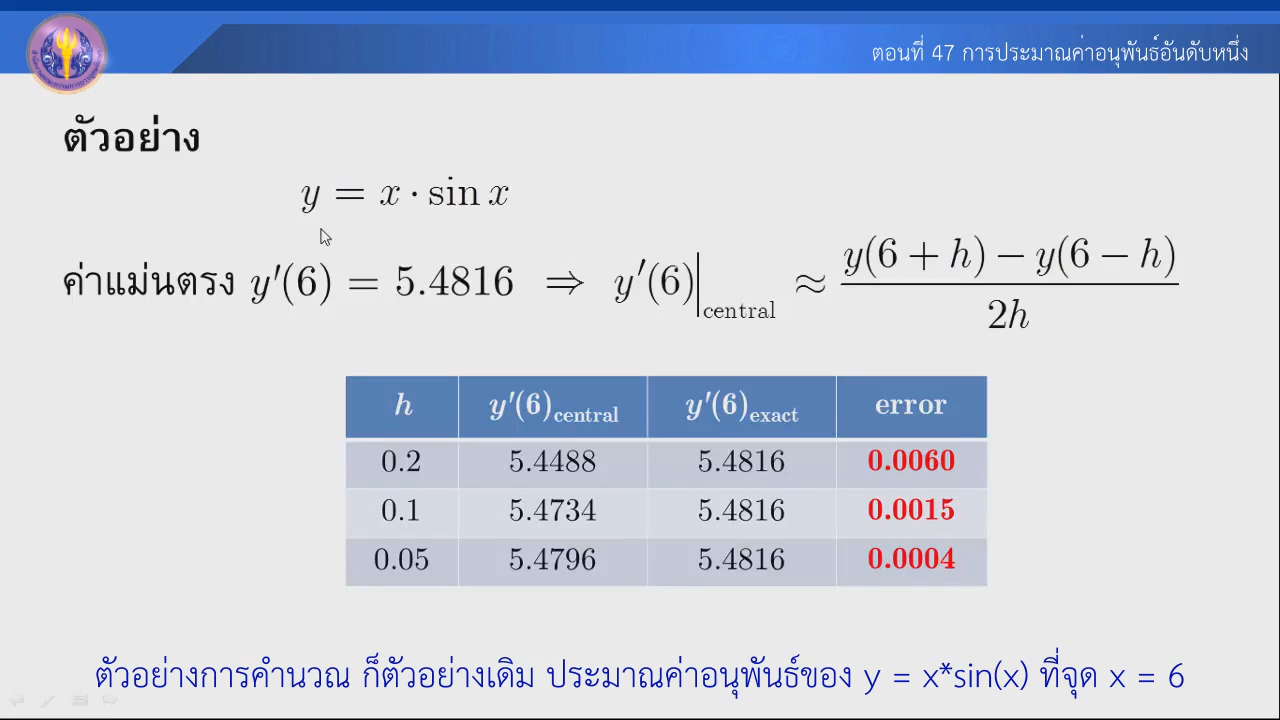 ตอนที่ 47 การประมาณค่าอนุพันธ์อันดับหนึ่ง
ตัวอย่าง
y = x · sin x
ค่าแม่นตรง y′(6) = 5.4816 ⇒ y′(6)|central ≈ y(6 + h) − y(6 − h) / 2h
h y′(6)central y′(6)exact error
0.2 5.4488 5.4816 0.0060
0.1 5.4734 5.4816 0.0015
0.05 5.4796 5.4816 0.0004
ตัวอย่างการคำนวณ ก็ตัวอย่างเดิม ประมาณค่าอนุพันธ์ของ y = x*sin(x) ที่จุด x = 6